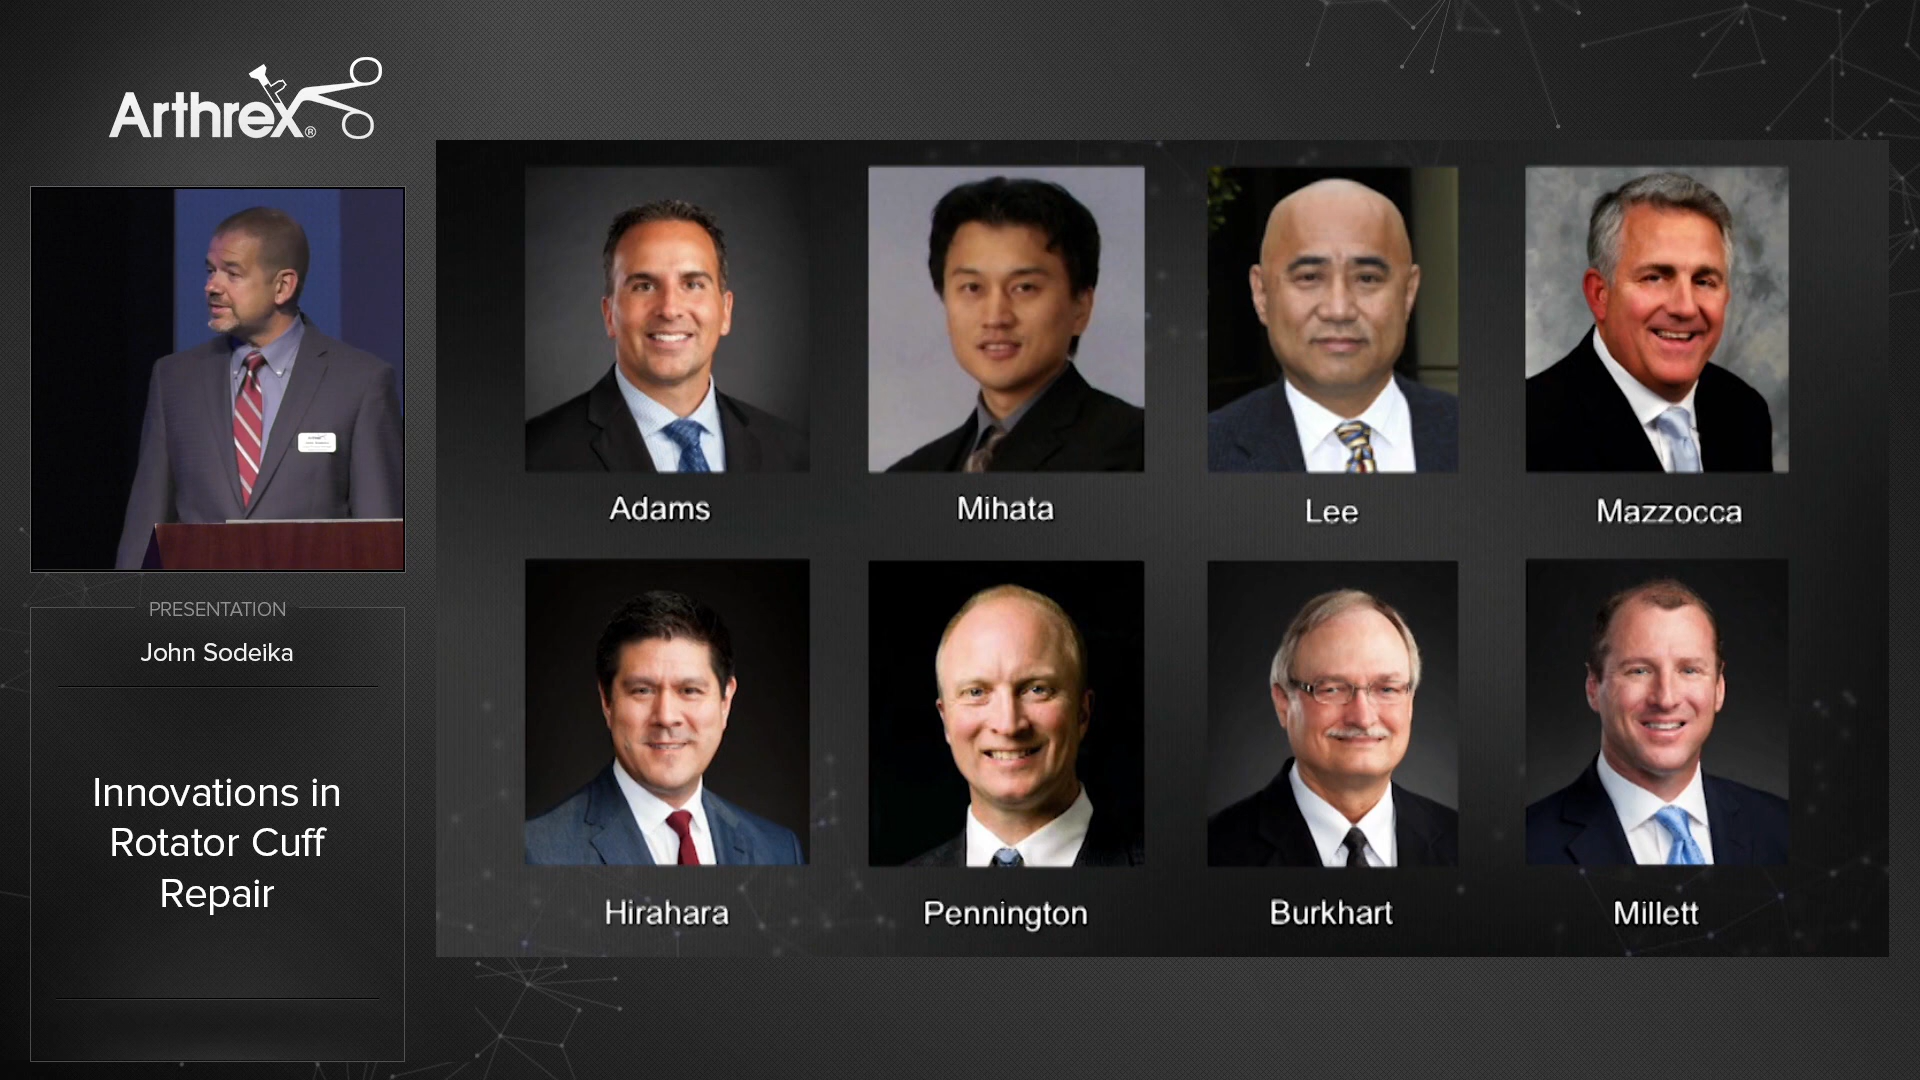 Arthrex®
PRESENTATION
John Sodeika
Innovations in
Rotator Cuff
Repair
Adams
Mihata
Lee
Mazzocca
Hirahara
Pennington
Burkhart
Millett